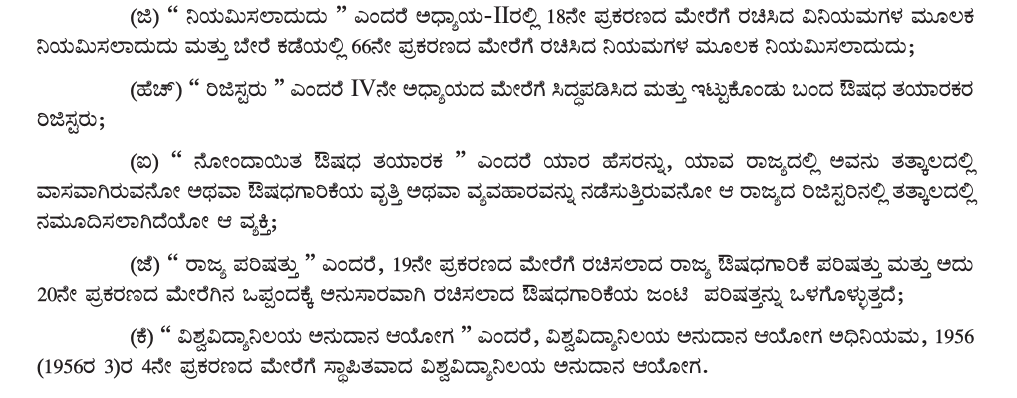 (ಜಿ) “ ನಿಯಮಿಸಲಾದುದು ” ಎಂದರೆ ಅಧ್ಯಾಯ-IIರಲ್ಲಿ 18ನೇ ಪ್ರಕರಣದ ಮೇರೆಗೆ ರಚಿಸಿದ ವಿನಿಯಮಗಳ ಮೂಲಕ
ನಿಯಮಿಸಲಾದುದು ಮತ್ತು ಬೇರೆ ಕಡೆಯಲ್ಲಿ 66ನೇ ಪ್ರಕರಣದ ಮೇರೆಗೆ ರಚಿಸಿದ ನಿಯಮಗಳ ಮೂಲಕ ನಿಯಮಿಸಲಾದುದು;
(ಹೆಚ್) “ ರಿಜಿಸ್ಟರು ” ಎಂದರೆ IVನೇ ಅಧ್ಯಾಯದ ಮೇರೆಗೆ ಸಿದ್ಧಪಡಿಸಿದ ಮತ್ತು ಇಟ್ಟುಕೊಂಡು ಬಂದ ಔಷಧ ತಯಾರಕರ
ರಿಜಿಸ್ಟರು;
(ಐ) “ ನೋಂದಾಯಿತ ಔಷಧ ತಯಾರಕ ” ಎಂದರೆ ಯಾರ ಹೆಸರನ್ನು, ಯಾವ ರಾಜ್ಯದಲ್ಲಿ ಅವನು ತತ್ಕಾಲದಲ್ಲಿ
ವಾಸವಾಗಿರುವನೋ ಅಥವಾ ಔಷಧಗಾರಿಕೆಯ ವೃತ್ತಿ ಅಥವಾ ವ್ಯವಹಾರವನ್ನು ನಡೆಸುತ್ತಿರುವನೋ ಆ ರಾಜ್ಯದ ರಿಜಿಸ್ಟರಿನಲ್ಲಿ ತತ್ಕಾಲದಲ್ಲಿ
ನಮೂದಿಸಲಾಗಿದೆಯೋ ಆ ವ್ಯಕ್ತಿ;
(ಜೆ) “ ರಾಜ್ಯ ಪರಿಷತ್ತು ” ಎಂದರೆ, 19ನೇ ಪ್ರಕರಣದ ಮೇರೆಗೆ ರಚಿಸಲಾದ ರಾಜ್ಯ ಔಷಧಗಾರಿಕೆ ಪರಿಷತ್ತು ಮತ್ತು ಅದು
20ನೇ ಪ್ರಕರಣದ ಮೇರೆಗಿನ ಒಪ್ಪಂದಕ್ಕೆ ಅನುಸಾರವಾಗಿ ರಚಿಸಲಾದ ಔಷಧಗಾರಿಕೆಯ ಜಂಟಿ ಪರಿಷತ್ತನ್ನು ಒಳಗೊಳ್ಳುತ್ತದೆ;
(ಕೆ) “ ವಿಶ್ವವಿದ್ಯಾನಿಲಯ ಅನುದಾನ ಆಯೋಗ ” ಎಂದರೆ, ವಿಶ್ವವಿದ್ಯಾನಿಲಯ ಅನುದಾನ ಆಯೋಗ ಅಧಿನಿಯಮ, 1956
(1956ರ 3)ರ 4ನೇ ಪ್ರಕರಣದ ಮೇರೆಗೆ ಸ್ಥಾಪಿತವಾದ ವಿಶ್ವವಿದ್ಯಾನಿಲಯ ಅನುದಾನ ಆಯೋಗ.